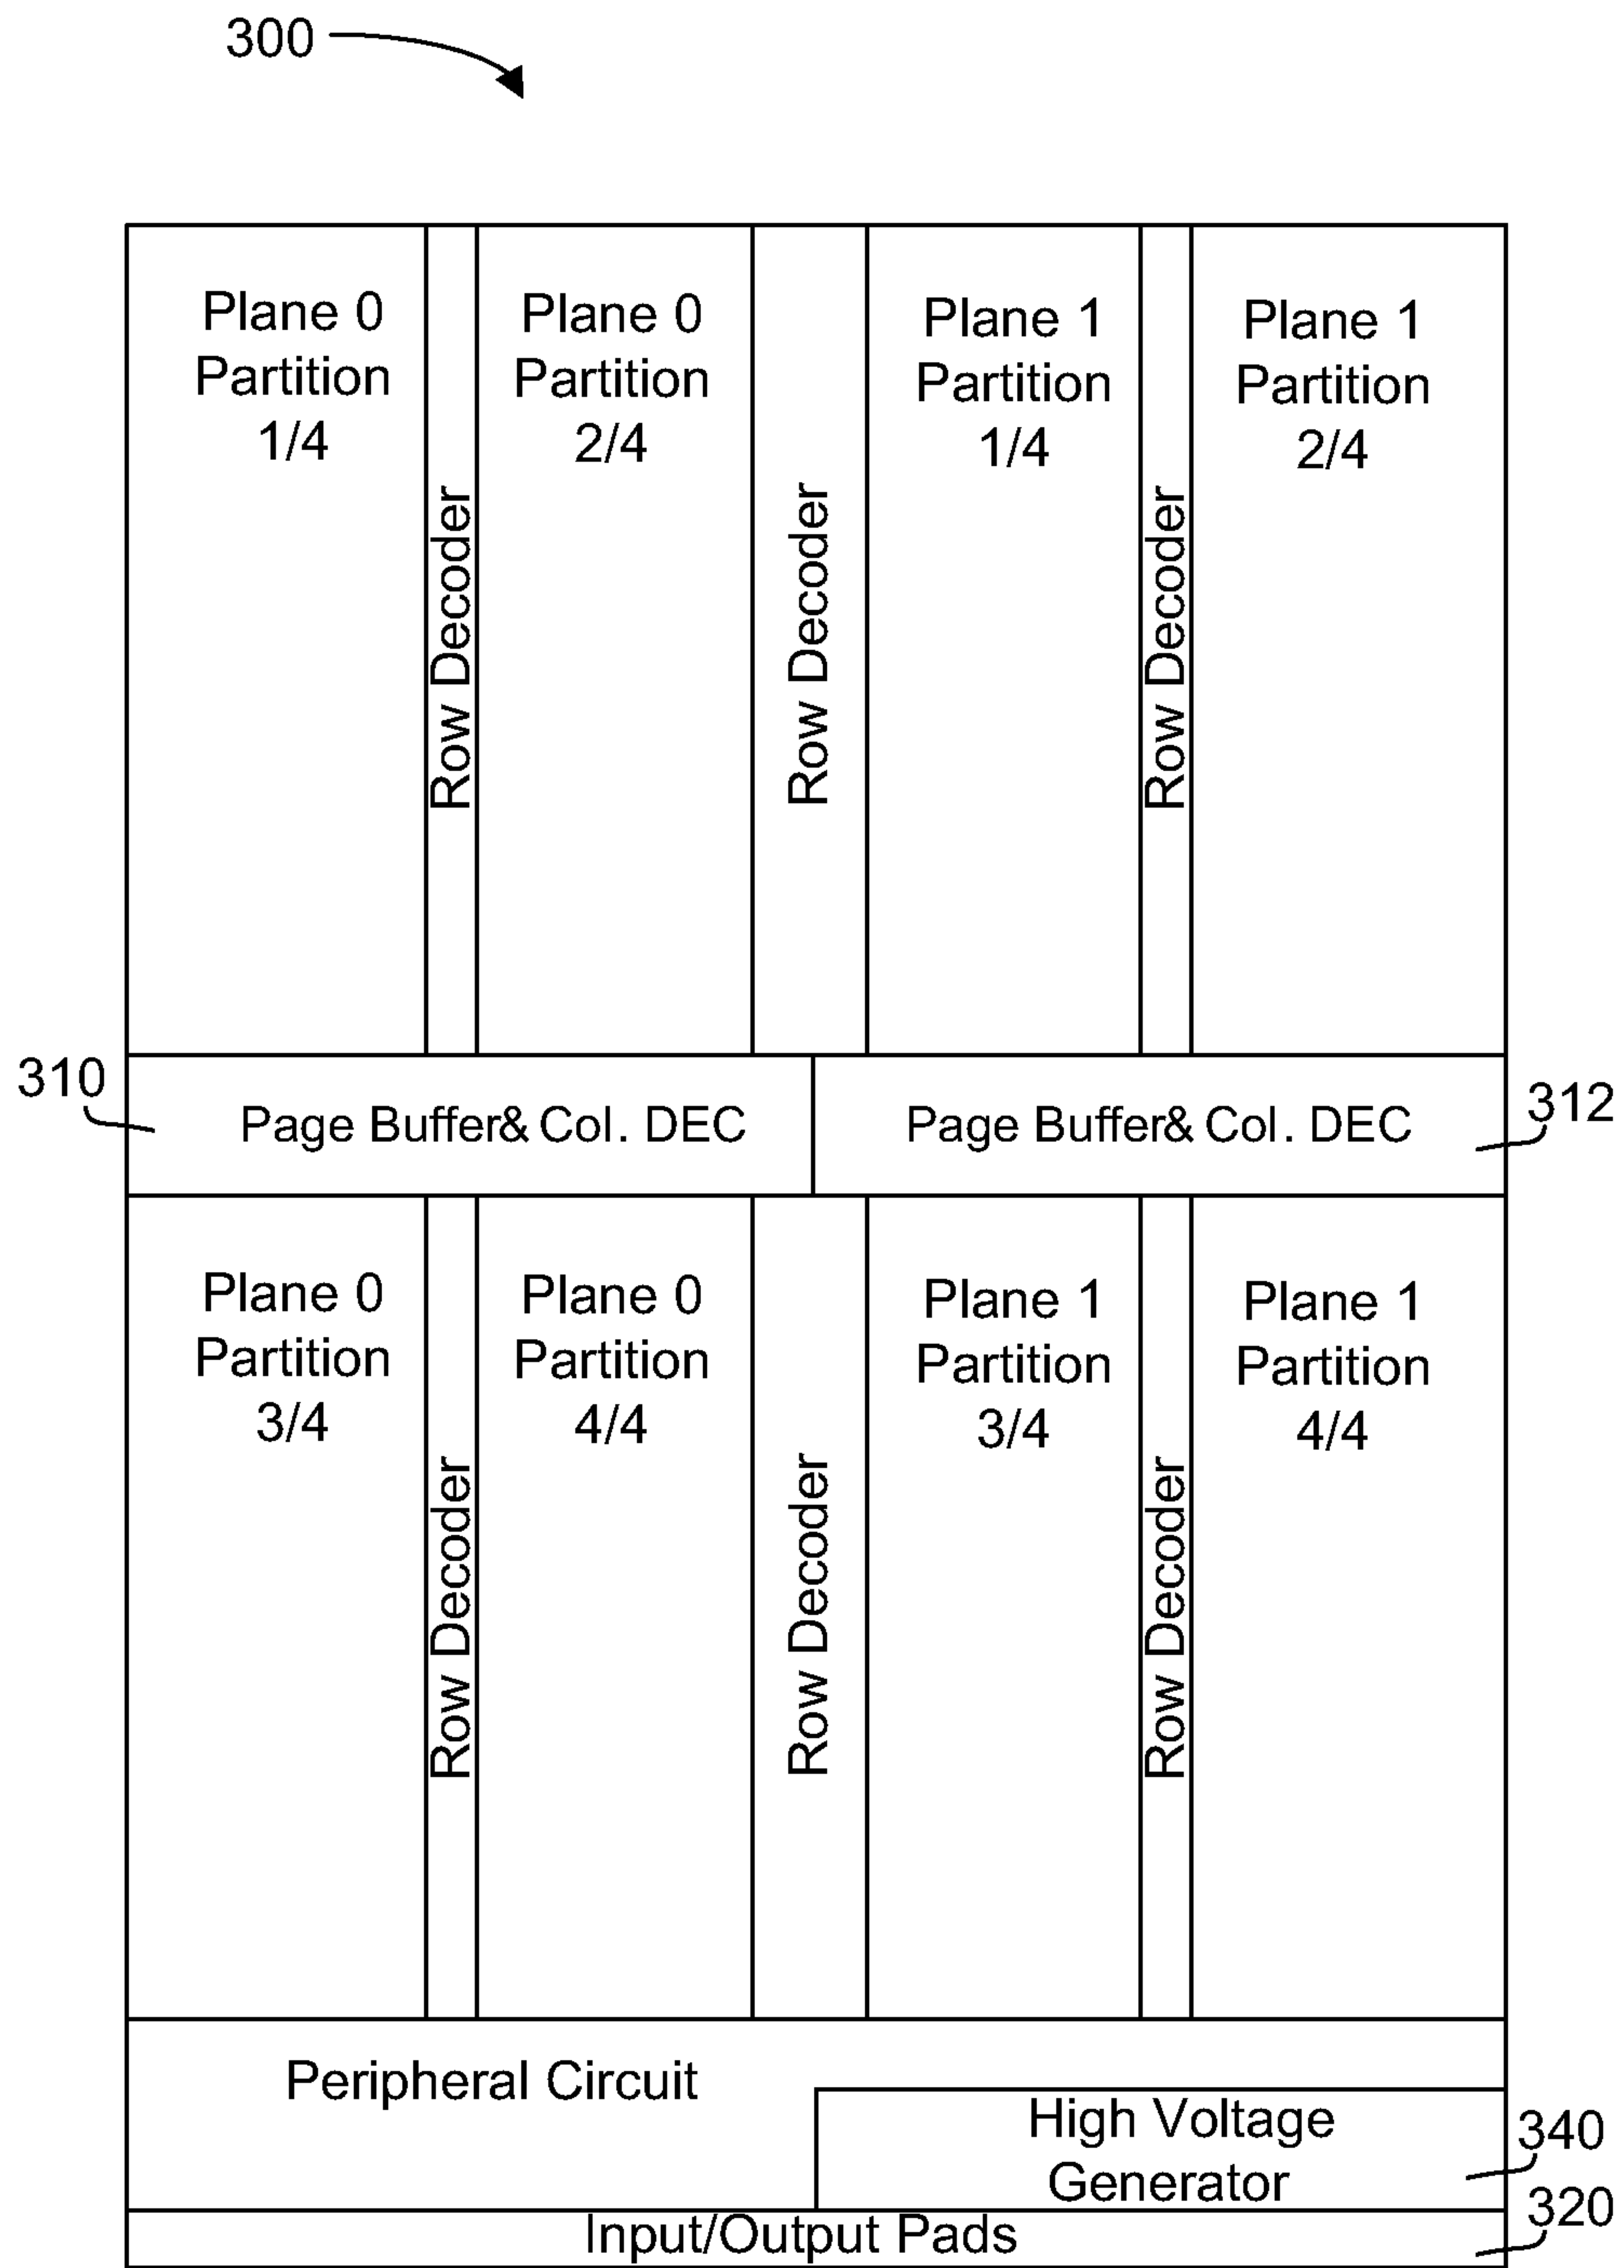 300
Plane 0
Partition
1/4
Row Decoder
Plane 0
Partition
2/4
Row Decoder
Plane 1
Partition
1/4
Row Decoder
Plane 1
Partition
2/4
310
Page Buffer& Col. DEC
Page Buffer& Col. DEC
312
Plane 0
Partition
3/4
Row Decoder
Plane 0
Partition
4/4
Row Decoder
Plane 1
Partition
3/4
Row Decoder
Plane 1
Partition
4/4
Peripheral Circuit
High Voltage
Generator
340
Input/Output Pads
320